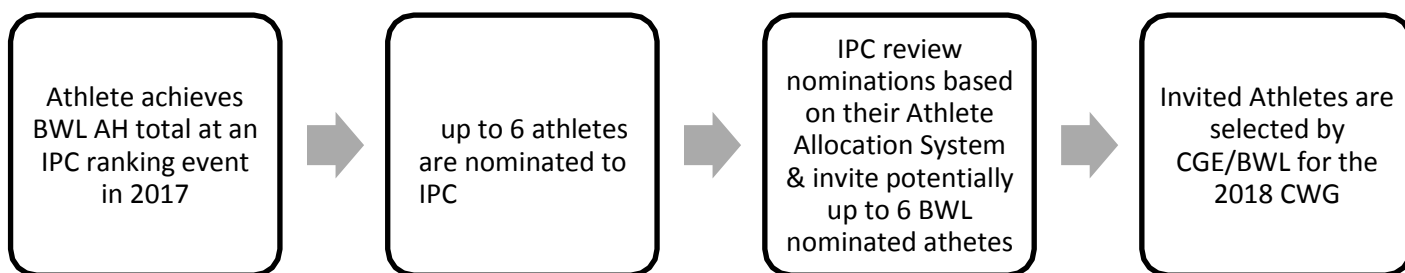 Athlete achieves
BWL AH total at an
IPC ranking event
in 2017
up to 6 athletes
are nominated to
IPC
IPC review
nominations based
on their Athlete
Allocation System
& invite potentially
up to 6 BWL
nominated athetes
Invited Athletes are
selected by
CGE/BWL for the
2018 CWG